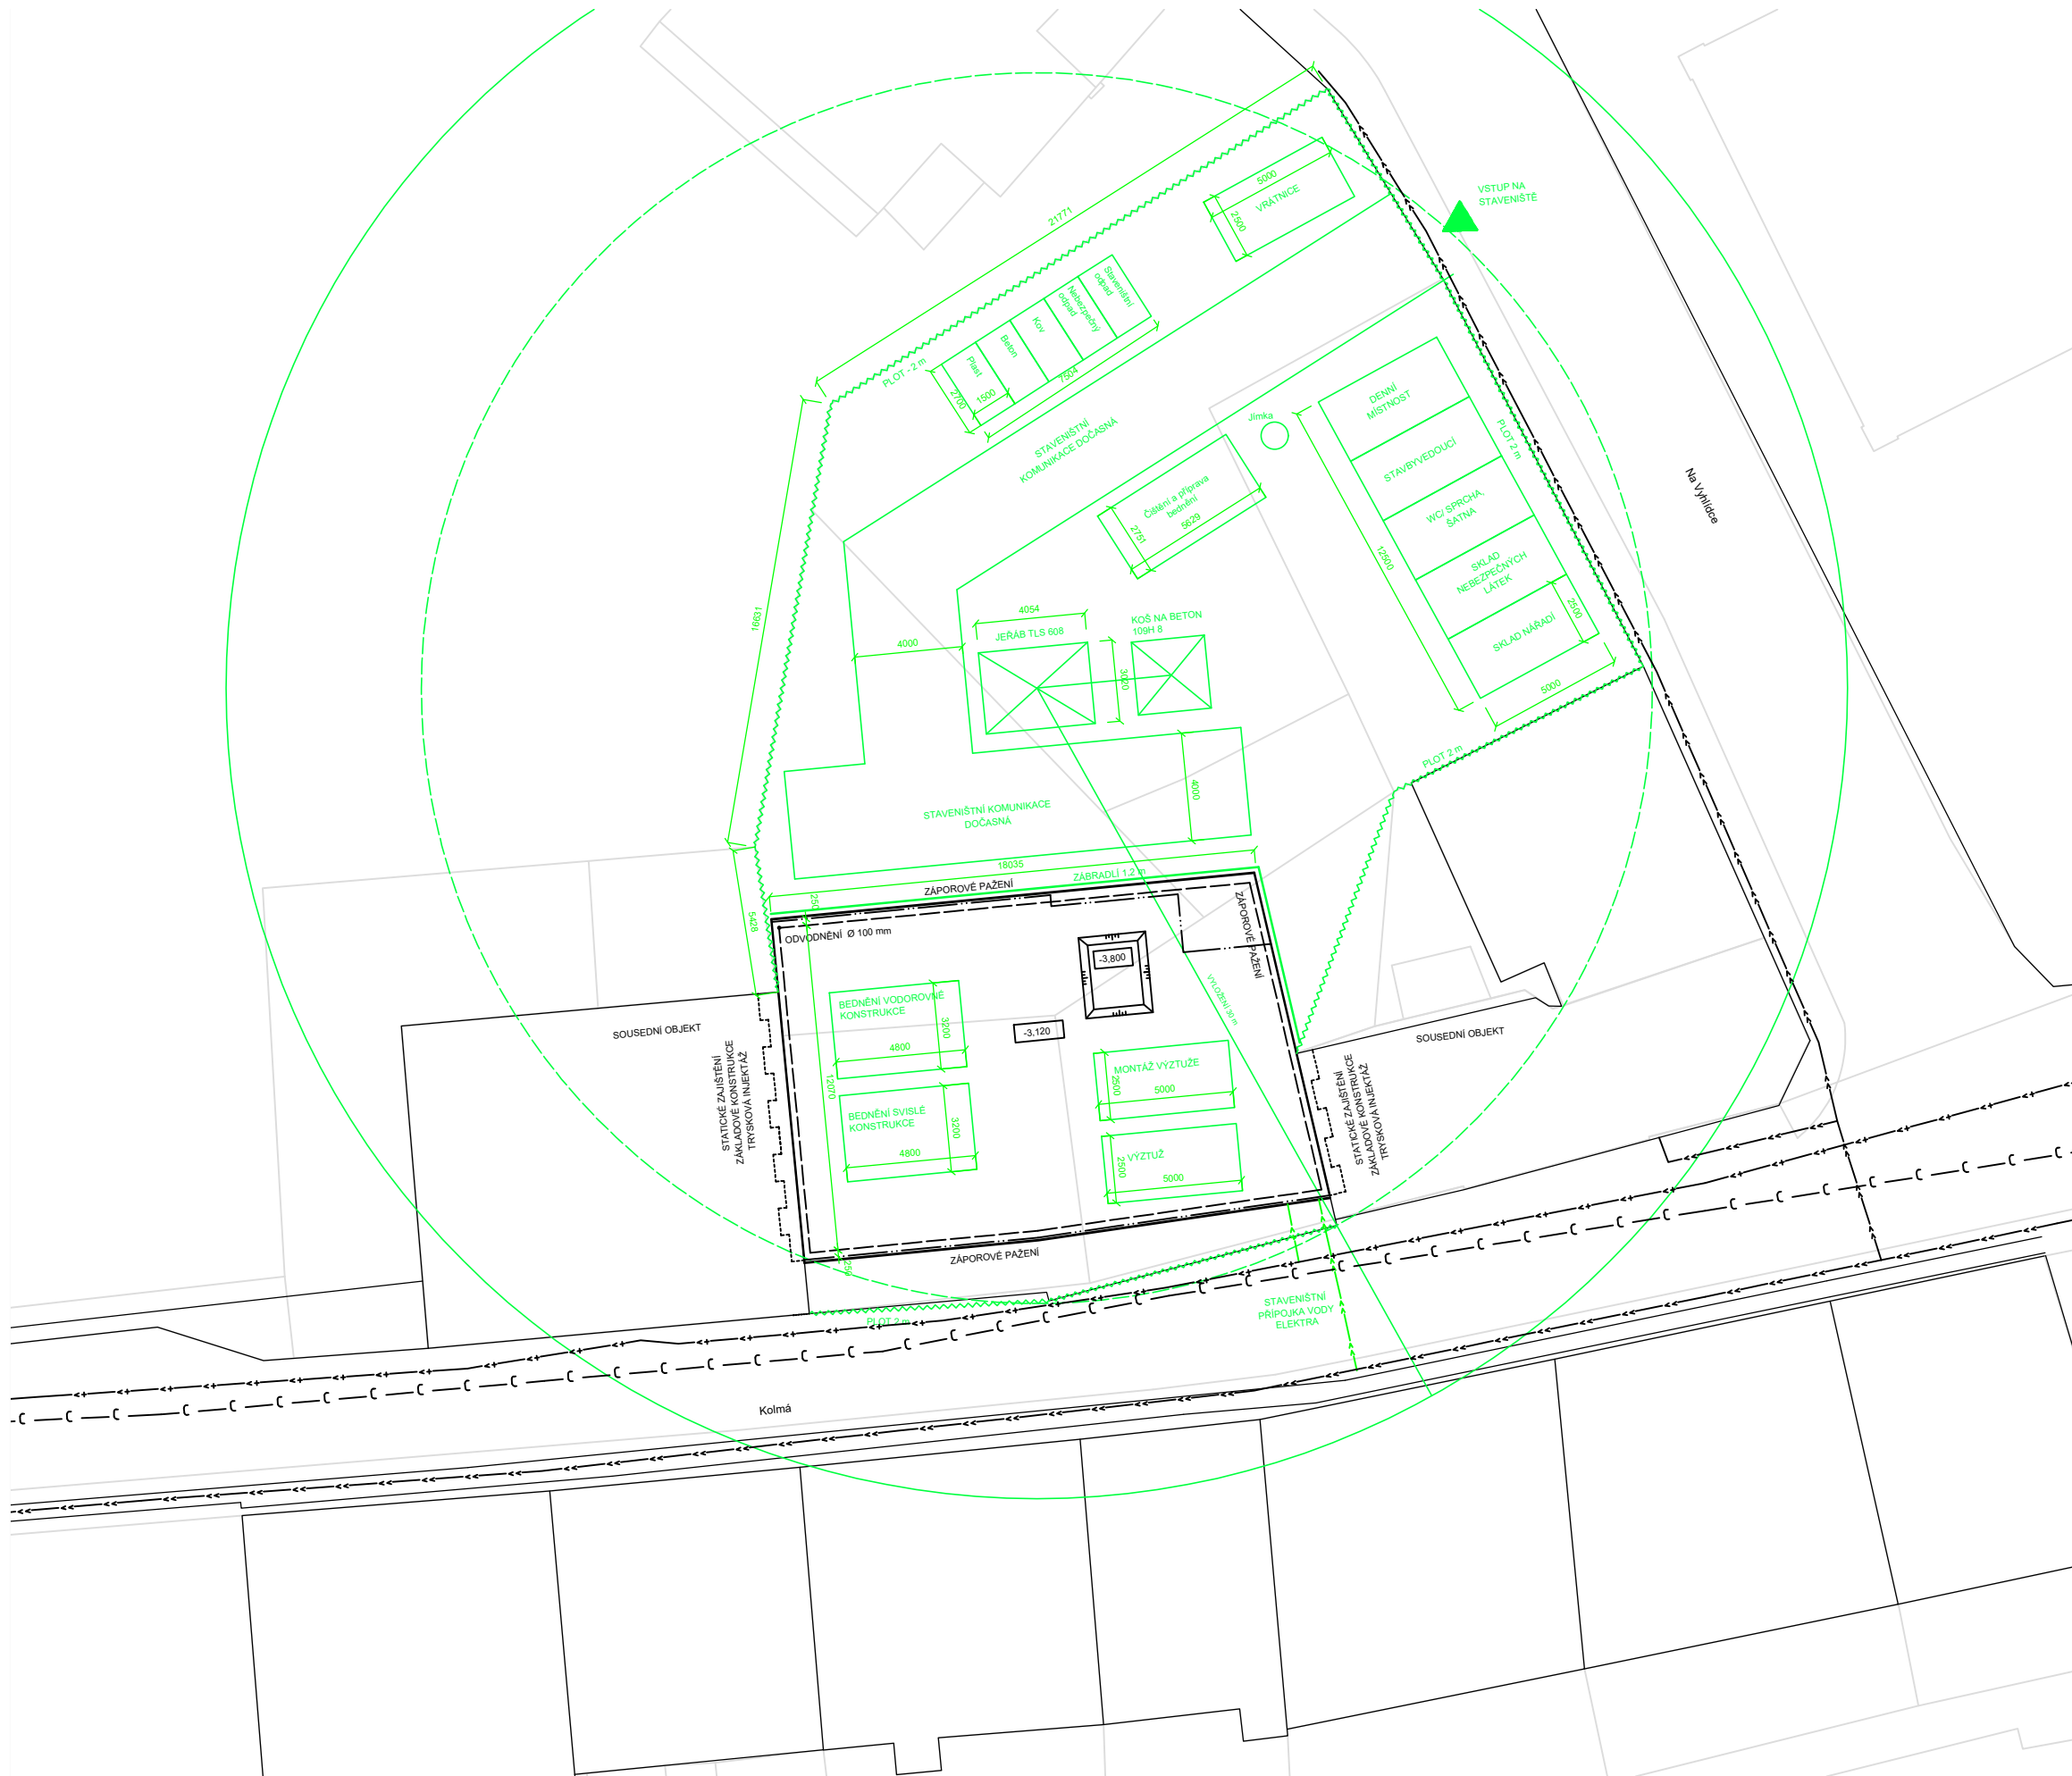 VSTUP NA
STAVENIŠTĚ
5000
VRÁTNICE
2500
21771
Staveništní
odpad
Nebezpečný
odpad
Kov
Beton
Plast
PLOT - 2 m
2700
1500
7504
STAVENIŠTNÍ
KOMUNIKACE DOČASNÁ
Jímka
DENNÍ
MÍSTNOST
STAVBYVEDOUCÍ
WC/ SPRCHA,
ŠATNA
SKLAD
NEBEZPEČNÝCH
LÁTEK
SKLAD NÁŘADÍ
2500
5000
12500
PLOT 2 m
Na Vyhlídce
Čištění a příprava
bednění
5629
2751
16631
4054
JEŘÁB TLS 608
KOŠ NA BETON
109H 8
4000
3020
PLOT 2 m
4000
STAVENIŠTNÍ KOMUNIKACE
DOČASNÁ
18035
ZÁBRADLÍ 1,2 m
ZÁPOROVÉ PAŽENÍ
250
5428
ODVODNĚNÍ Ø 100 mm
ZÁPOROVÉ PAŽENÍ
-3,800
VYLOŽENÍ 30 m
BEDNĚNÍ VODOROVNÉ
KONSTRUKCE
3200
4800
-3,120
SOUSEDNÍ OBJEKT
SOUSEDNÍ OBJEKT
STATICKÉ ZAJIŠTĚNÍ
ZÁKLADOVÉ KONSTRUKCE
TRYSKOVÁ INJEKTÁŽ
12070
MONTÁŽ VÝZTUŽE
2500
5000
BEDNĚNÍ SVISLÉ
KONSTRUKCE
3200
4800
VÝZTUŽ
2500
5000
STATICKÉ ZAJIŠTĚNÍ
ZÁKLADOVÉ KONSTRUKCE
TRYSKOVÁ INJEKTÁŽ
ZÁPOROVÉ PAŽENÍ
250
PLOT 2 m
STAVENIŠTNÍ
PŘÍPOJKA VODY
ELEKTRA
Kolmá